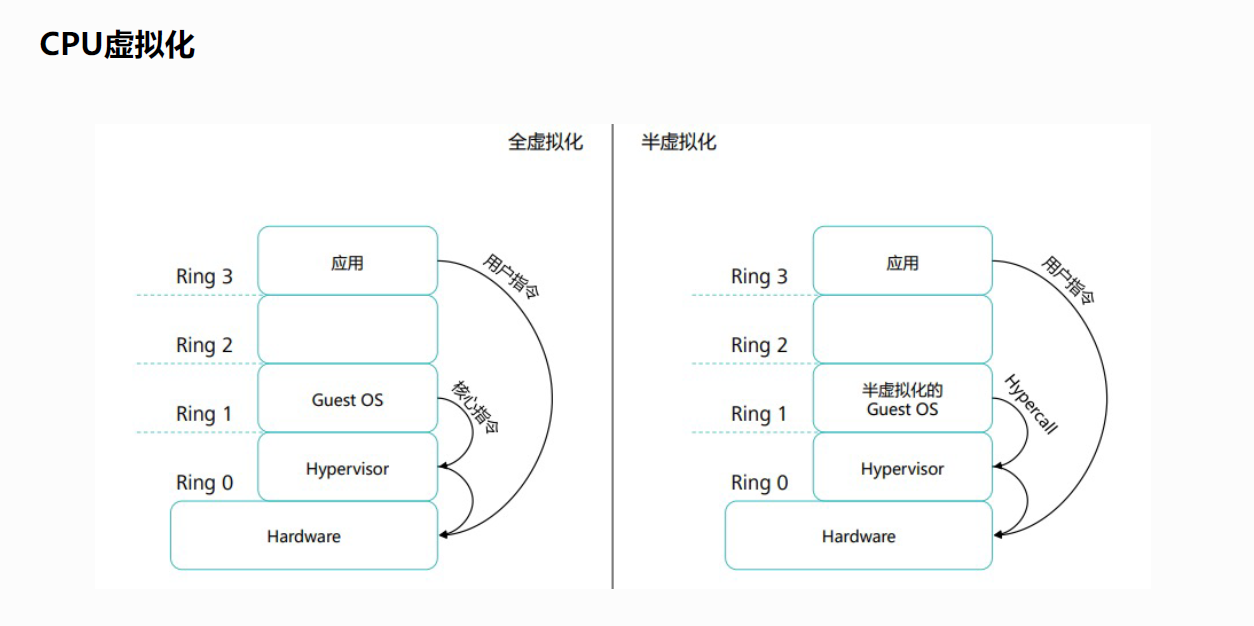 CPU虚拟化
全虚拟化
半虚拟化
应用
用户指令
Ring 3
Ring 2
Guest OS
核心指令
Ring 1
Hypervisor
Ring 0
Hardware
应用
用户指令
Ring 3
Ring 2
半虚拟化的
Guest OS
Hypercall
Ring 1
Hypervisor
Ring 0
Hardware